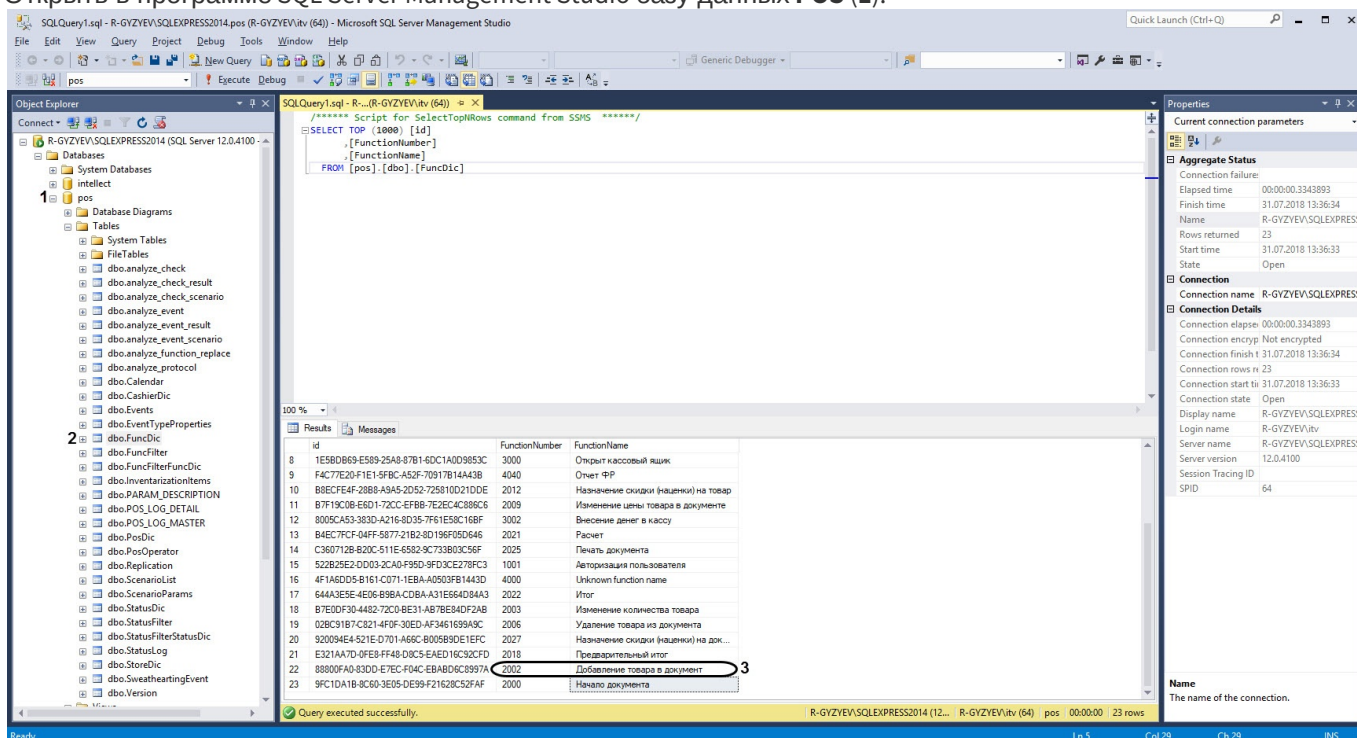 Открыть в программе SQL Server Management Studio базу данных POS (1).
SQLQuery1.sql - R-GYZYEV\SQLEXPRESS2014.pos (R-GYZYEV\itv (64)) - Microsoft SQL Server Management Studio
Quick Launch (Ctrl+Q)
File Edit View Query Project Debug Tools Window Help
New Query
Generic Debugger
pos
Execute Debug
Object Explorer
Connect
R-GYZYEV\SQLEXPRESS2014 (SQL Server 12.0.4100 -
Databases
System Databases
intellect
1 pos
Database Diagrams
Tables
System Tables
FileTables
dbo.analyze_check
dbo.analyze_check_result
dbo.analyze_check_scenario
dbo.analyze_event
dbo.analyze_event_result
dbo.analyze_event_scenario
dbo.analyze_function_replace
dbo.analyze_protocol
dbo.Calendar
dbo.CashierDic
dbo.Events
dbo.EventTypeProperties
2 dbo.FuncDic
dbo.FuncFilter
dbo.FuncFilterFuncDic
dbo.InventarizationItems
dbo.PARAM_DESCRIPTION
dbo.POS_LOG_DETAIL
dbo.POS_LOG_MASTER
dbo.PosDic
dbo.PosOperator
dbo.Replication
dbo.ScenarioList
dbo.ScenarioParams
dbo.StatusDic
dbo.StatusFilter
dbo.StatusFilterStatusDic
dbo.StatusLog
dbo.StoreDic
dbo.SweatheartingEvent
dbo.Version
Views
SQLQuery1.sql - R-...(R-GYZYEV\itv (64))
/****** Script for SelectTopNRows command from SSMS ******/
SELECT TOP (1000) [id]
,[FunctionNumber]
,[FunctionName]
FROM [pos].[dbo].[FuncDic]
100 %
Results Messages
id FunctionNumber FunctionName
8 1E5BDB69-E589-25A8-87B1-6DC1A0D9853C 3000 Открыт кассовый ящик
9 F4C77E20-F1E1-5FBC-A52F-70917B14A43B 4040 Отчет ФР
10 B8ECFE4F-28B8-A9A5-2D52-725810D21DDE 2012 Назначение скидки (наценки) на товар
11 B7F19C0B-E6D1-72CC-EFBB-7E2EC4C886C6 2009 Изменение цены товара в документе
12 8005CA53-383D-A216-8D35-7F61E58C16BF 3002 Внесение денег в кассу
13 B4EC7FCF-04FF-5877-21B2-8D196F05D646 2021 Расчет
14 C360712B-B20C-511E-6582-9C733B03C56F 2025 Печать документа
15 522B25E2-DD03-2CA0-F95D-9FD3CE278FC3 1001 Авторизация пользователя
16 4F1A6DD5-B161-C071-1EBA-A0503FB1443D 4000 Unknown function name
17 644A3E5E-4E06-B9BA-CDBA-A31E664D84A3 2022 Итог
18 B7E0DF30-4482-72C0-BE31-AB7BE84DF2AB 2003 Изменение количества товара
19 02BC91B7-C821-4F0F-30ED-AF3461699A9C 2006 Удаление товара из документа
20 920094E4-521E-D701-A66C-B005B9DE1EFC 2027 Назначение скидки (наценки) на док...
21 E321AA7D-0FE8-FF48-D8C5-EAED16C92CFD 2018 Предварительный итог
22 88800FA0-83DD-E7EC-F04C-EBABD6C8997A 2002 Добавление товара в документ 3
23 9FC1DA1B-8C60-3E05-DE99-F21628C52FAF 2000 Начало документа
Query executed successfully.
R-GYZYEV\SQLEXPRESS2014 (12... R-GYZYEV\itv (64) pos 00:00:00 23 rows
Properties
Current connection parameters
Aggregate Status
Connection failure
Elapsed time 00:00:00.3343893
Finish time 31.07.2018 13:36:34
Name R-GYZYEV\SQLEXPRES
Rows returned 23
Start time 31.07.2018 13:36:33
State Open
Connection
Connection name R-GYZYEV\SQLEXPRES
Connection Details
Connection elapse 00:00:00.3343893
Connection encryp Not encrypted
Connection finish t 31.07.2018 13:36:34
Connection rows re 23
Connection start ti 31.07.2018 13:36:33
Connection state Open
Display name R-GYZYEV\SQLEXPRES
Login name R-GYZYEV\itv
Server name R-GYZYEV\SQLEXPRES
Server version 12.0.4100
Session Tracing ID
SPID 64
Name
The name of the connection.
Ready Ln 5 Col 29 Ch 29 INS